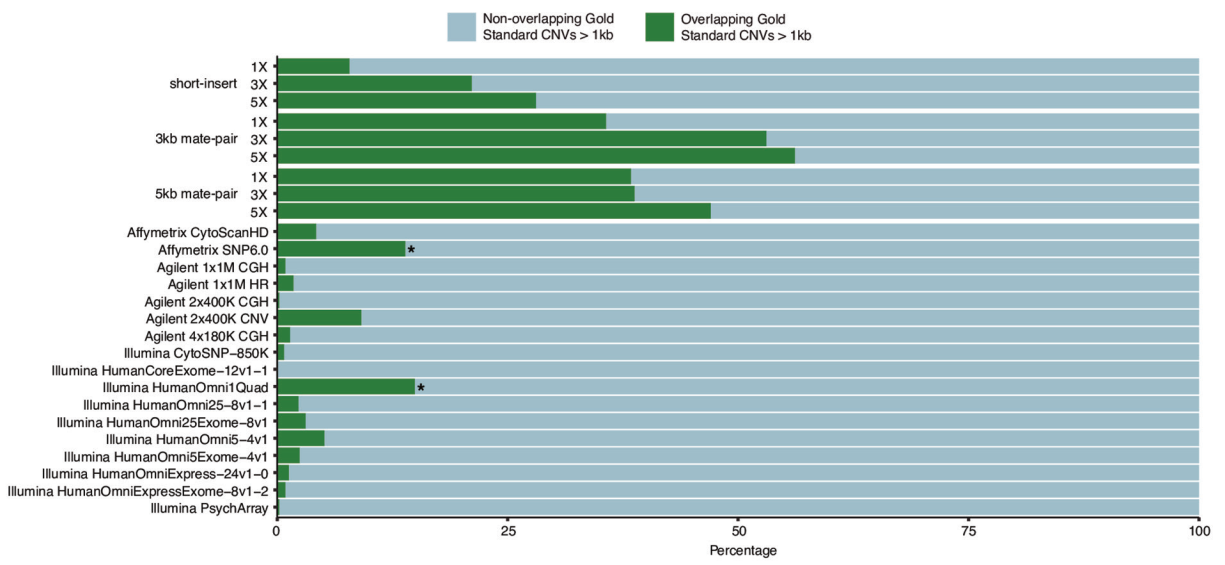 Non-overlapping Gold
Standard CNVs > 1kb
Overlapping Gold
Standard CNVs > 1kb
short-insert
1X
3X
5X
3kb mate-pair
1X
3X
5X
5kb mate-pair
1X
3X
5X
Affymetrix CytoScanHD
Affymetrix SNP6.0
*
Agilent 1x1M CGH
Agilent 1x1M HR
Agilent 2x400K CGH
Agilent 2x400K CNV
Agilent 4x180K CGH
Illumina CytoSNP−850K
Illumina HumanCoreExome−12v1−1
Illumina HumanOmni1Quad
*
Illumina HumanOmni25−8v1−1
Illumina HumanOmni25Exome−8v1
Illumina HumanOmni5−4v1
Illumina HumanOmni5Exome−4v1
Illumina HumanOmniExpress−24v1−0
Illumina HumanOmniExpressExome−8v1−2
Illumina PsychArray
0 25 50 75 100
Percentage